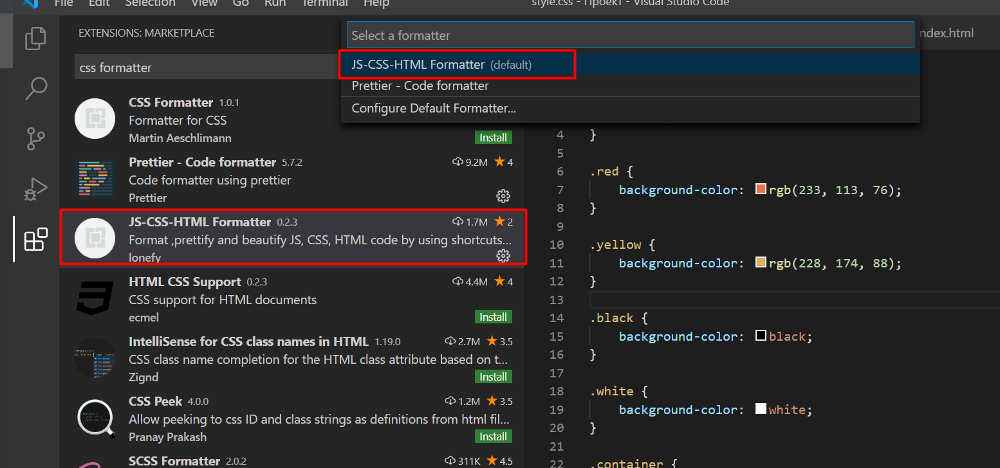 File Edit Selection View Go Run Terminal Help
style.css - Проект - Visual Studio Code
EXTENSIONS: MARKETPLACE
css formatter
Select a formatter
JS-CSS-HTML Formatter (default)
Prettier - Code formatter
Configure Default Formatter...
ndex.html
CSS Formatter 1.0.1
Formatter for CSS
Martin Aeschlimann
Install
Prettier - Code formatter 5.7.2
9.2M 4
Code formatter using prettier
Prettier
JS-CSS-HTML Formatter 0.2.3
1.7M 2
Format ,prettify and beautify JS, CSS, HTML code by using shortcuts...
lonefy
HTML CSS Support 0.2.3
4.4M 4
CSS support for HTML documents
ecmel
Install
IntelliSense for CSS class names in HTML 1.19.0
2.7M 3.5
CSS class name completion for the HTML class attribute based on t...
Zignd
Install
CSS Peek 4.0.0
1.2M 3.5
Allow peeking to css ID and class strings as definitions from html fil...
Pranay Prakash
Install
SCSS Formatter 2.0.2
311K 4.5
4 }
5
6 .red {
7 background-color: rgb(233, 113, 76);
8 }
9
10 .yellow {
11 background-color: rgb(228, 174, 88);
12 }
13
14 .black {
15 background-color: black;
16 }
17
18 .white {
19 background-color: white;
20 }
21
22 .container {